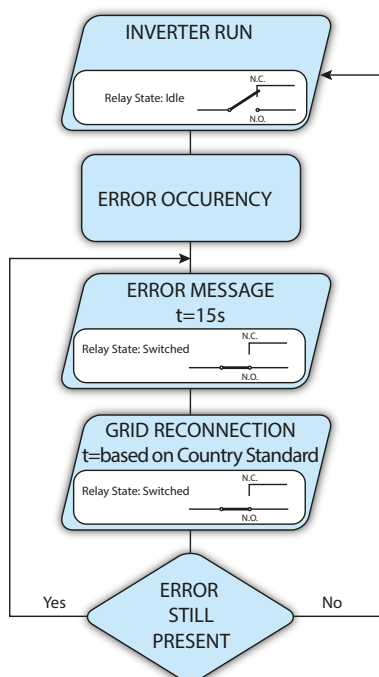 INVERTER RUN
N.C.
Relay State: Idle
N.O.
ERROR OCCURENCY
ERROR MESSAGE
t=15s
N.C.
Relay State: Switched
N.O.
GRID RECONNECTION
t=based on Country Standard
N.C.
Relay State: Switched
N.O.
Yes
ERROR
STILL
PRESENT
No